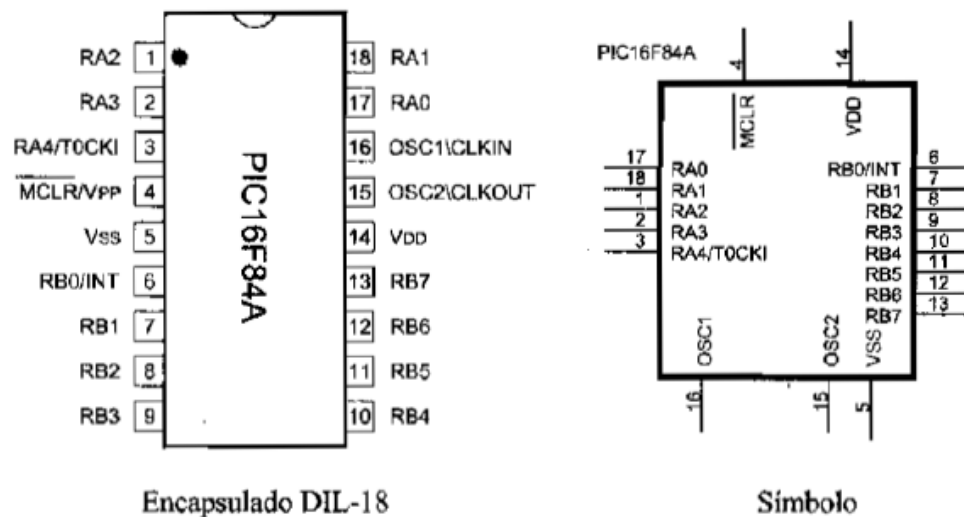 RA2 1 18 RA1
RA3 2 17 RA0
RA4/T0CKI 3 16 OSC1\CLKIN
MCLR/VPP 4 15 OSC2\CLKOUT
VSS 5 14 VDD
RB0/INT 6 13 RB7
RB1 7 12 RB6
RB2 8 11 RB5
RB3 9 10 RB4
PIC16F84A
Encapsulado DIL-18
PIC16F84A
4 14
MCLR VDD
17 RA0 RB0/INT 6
18 RA1 RB1 7
1 RA2 RB2 8
2 RA3 RB3 9
3 RA4/T0CKI RB4 10
RB5 11
RB6 12
RB7 13
OSC1 OSC2 VSS
16 15 5
Símbolo